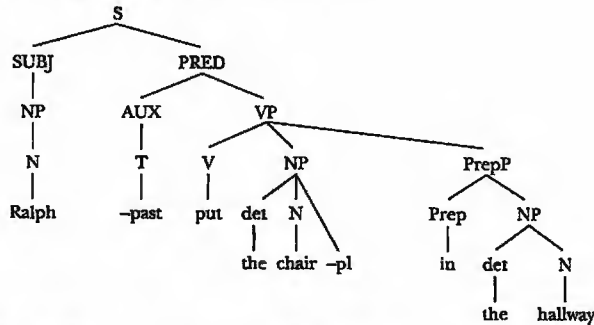 S
SUBJ PRED
NP AUX VP
N T V NP PrepP
Ralph –past put det N Prep NP
the chair –pl in det N
the hallway